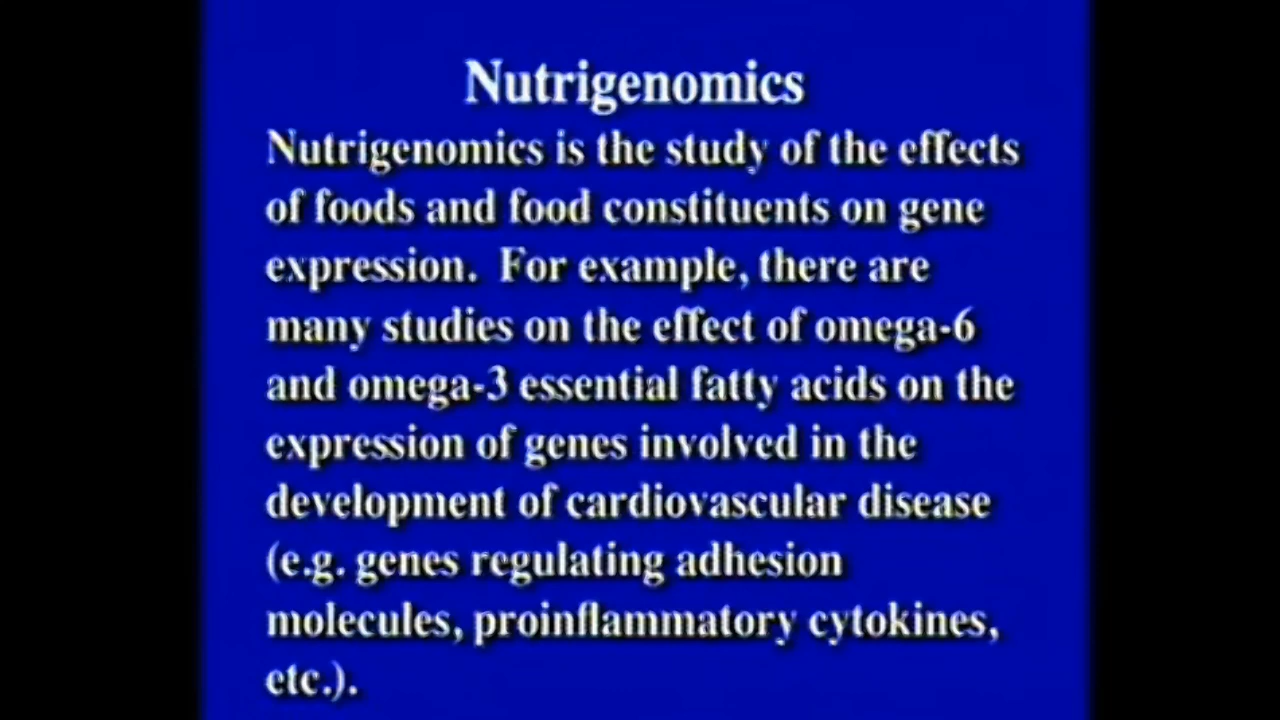 Nutrigenomics
Nutrigenomics is the study of the effects
of foods and food constituents on gene
expression.  For example, there are
many studies on the effect of omega-6
and omega-3 essential fatty acids on the
expression of genes involved in the
development of cardiovascular disease
(e.g. genes regulating adhesion
molecules, proinflammatory cytokines,
etc.).